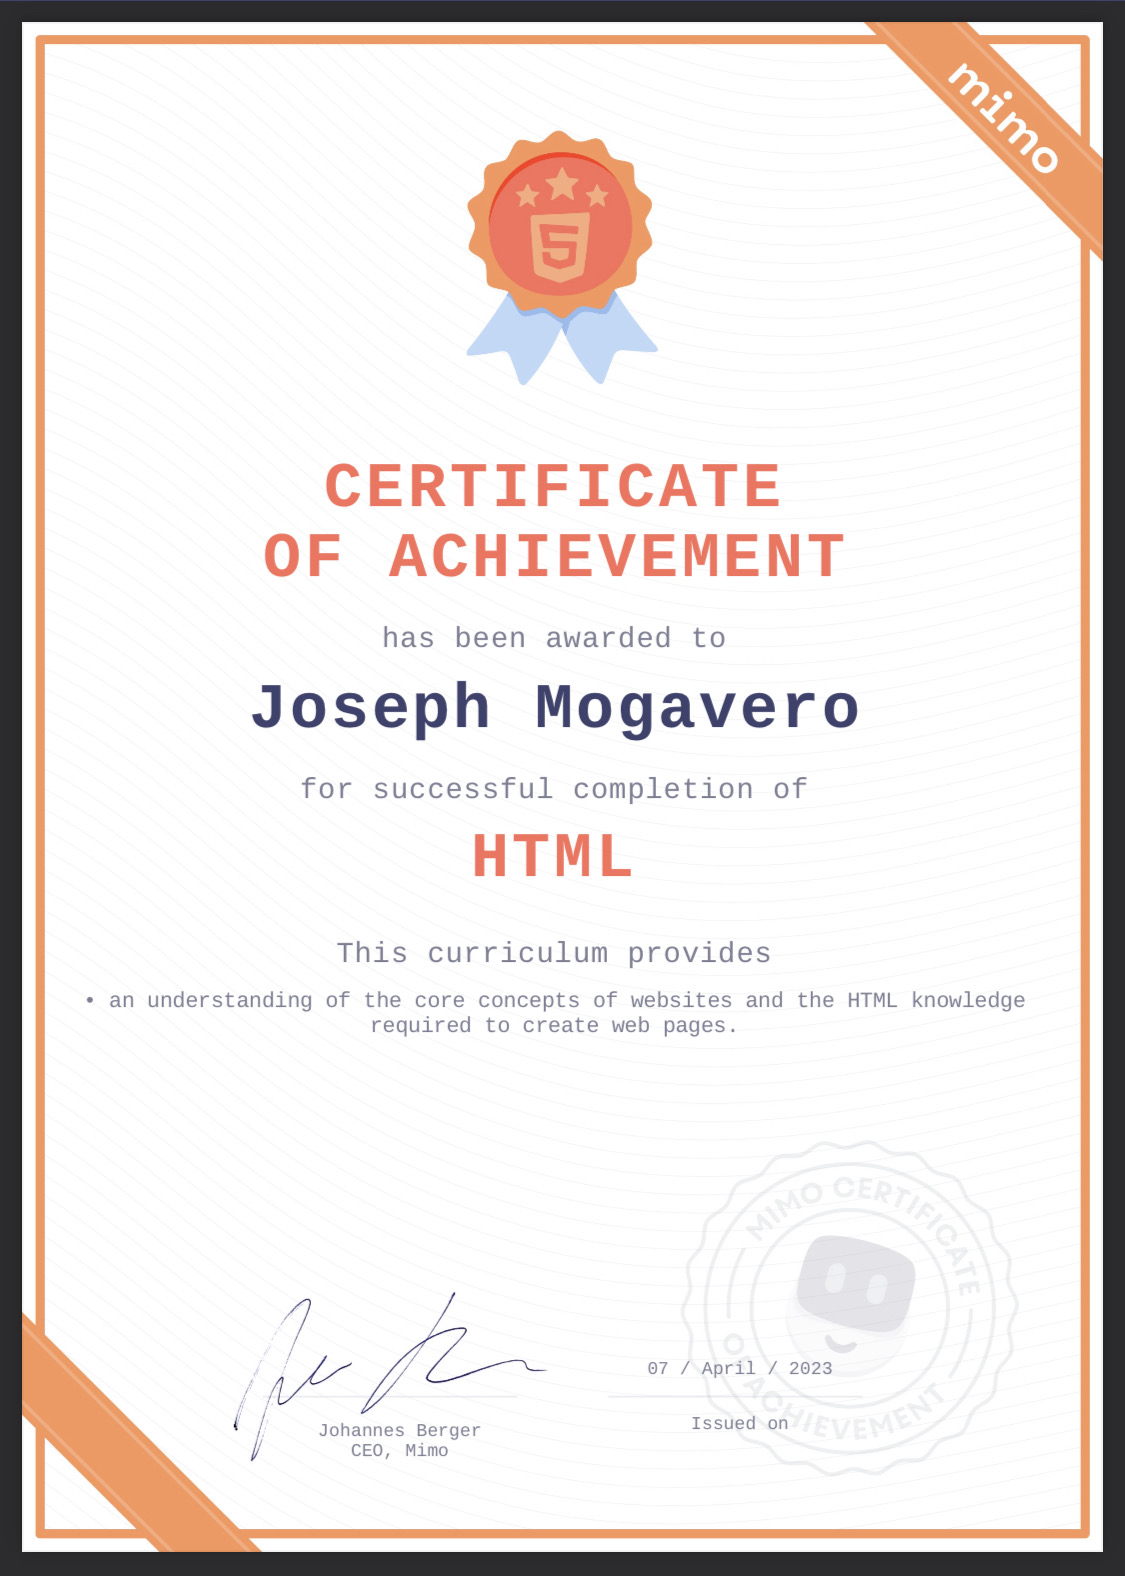 mimo
5
CERTIFICATE
OF ACHIEVEMENT
has been awarded to
Joseph Mogavero
for successful completion of
HTML
This curriculum provides
• an understanding of the core concepts of websites and the HTML knowledge
required to create web pages.
MIMO CERTIFICATE
OF ACHIEVEMENT
07 / April / 2023
Issued on
Johannes Berger
CEO, Mimo